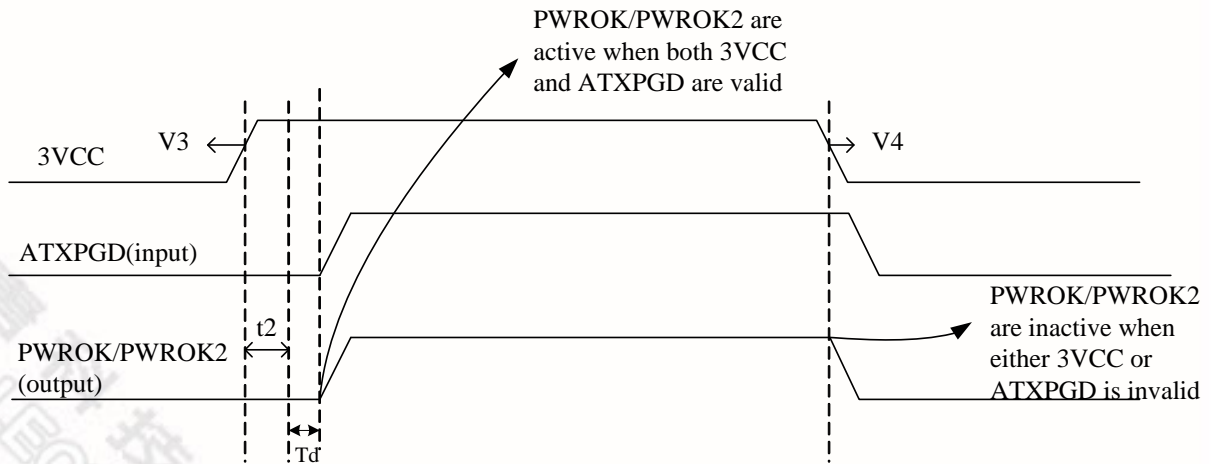 PWROK/PWROK2 are
active when both 3VCC
and ATXPGD are valid
V3
V4
3VCC
ATXPGD(input)
PWROK/PWROK2
are inactive when
either 3VCC or
ATXPGD is invalid
t2
PWROK/PWROK2
(output)
Td